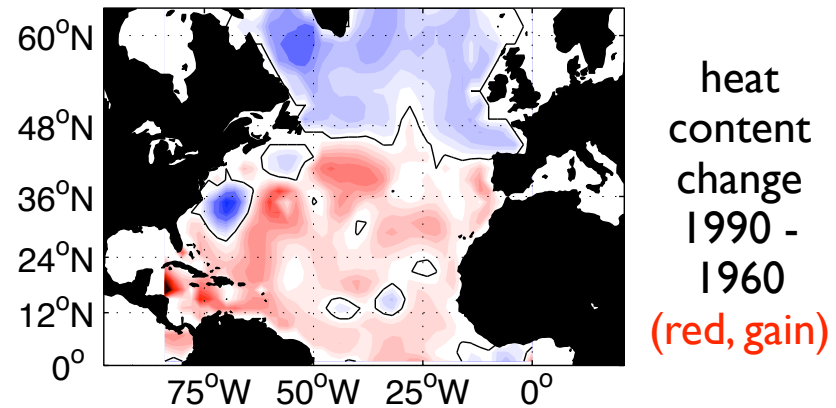 60°N
48°N
36°N
24°N
12°N
0°
75°W 50°W 25°W 0°
heat
content
change
1990 -
1960
(red, gain)